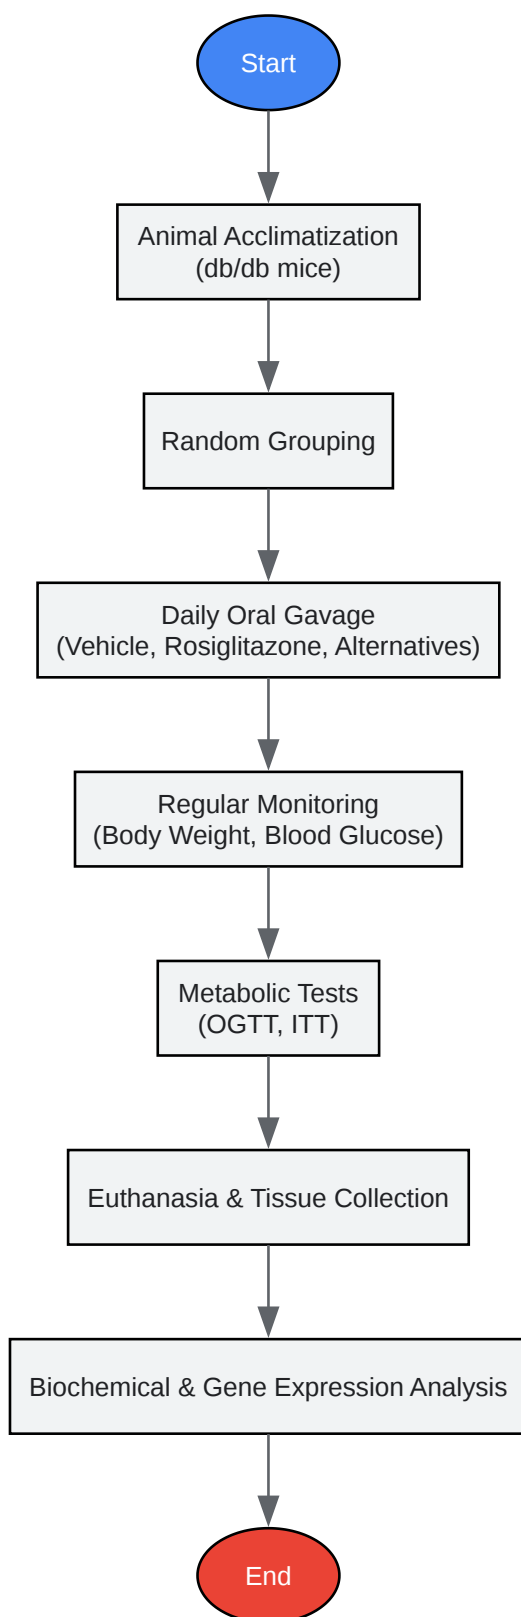 Start
Animal Acclimatization
(db/db mice)
Random Grouping
Daily Oral Gavage
(Vehicle, Rosiglitazone, Alternatives)
Regular Monitoring
(Body Weight, Blood Glucose)
Metabolic Tests
(OGTT, ITT)
Euthanasia & Tissue Collection
Biochemical & Gene Expression Analysis
End